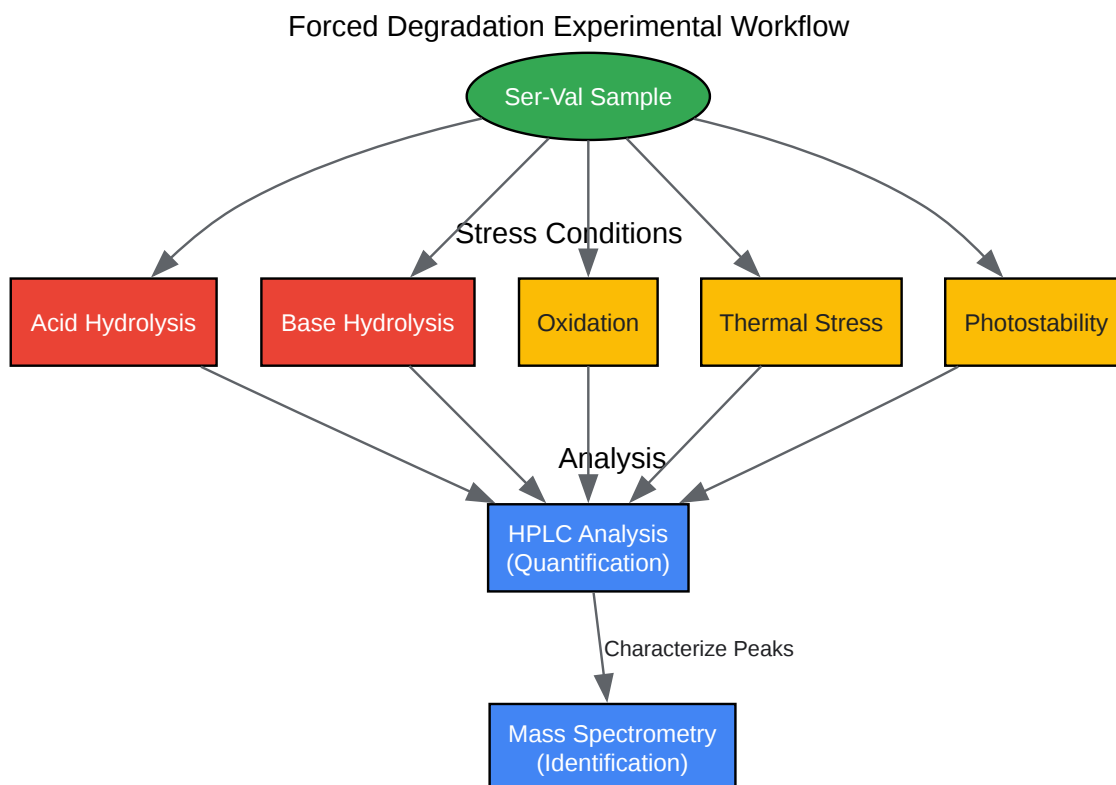 Forced Degradation Experimental Workflow
Ser-Val Sample
Stress Conditions
Acid Hydrolysis
Base Hydrolysis
Oxidation
Thermal Stress
Photostability
Analysis
HPLC Analysis
(Quantification)
Characterize Peaks
Mass Spectrometry
(Identification)